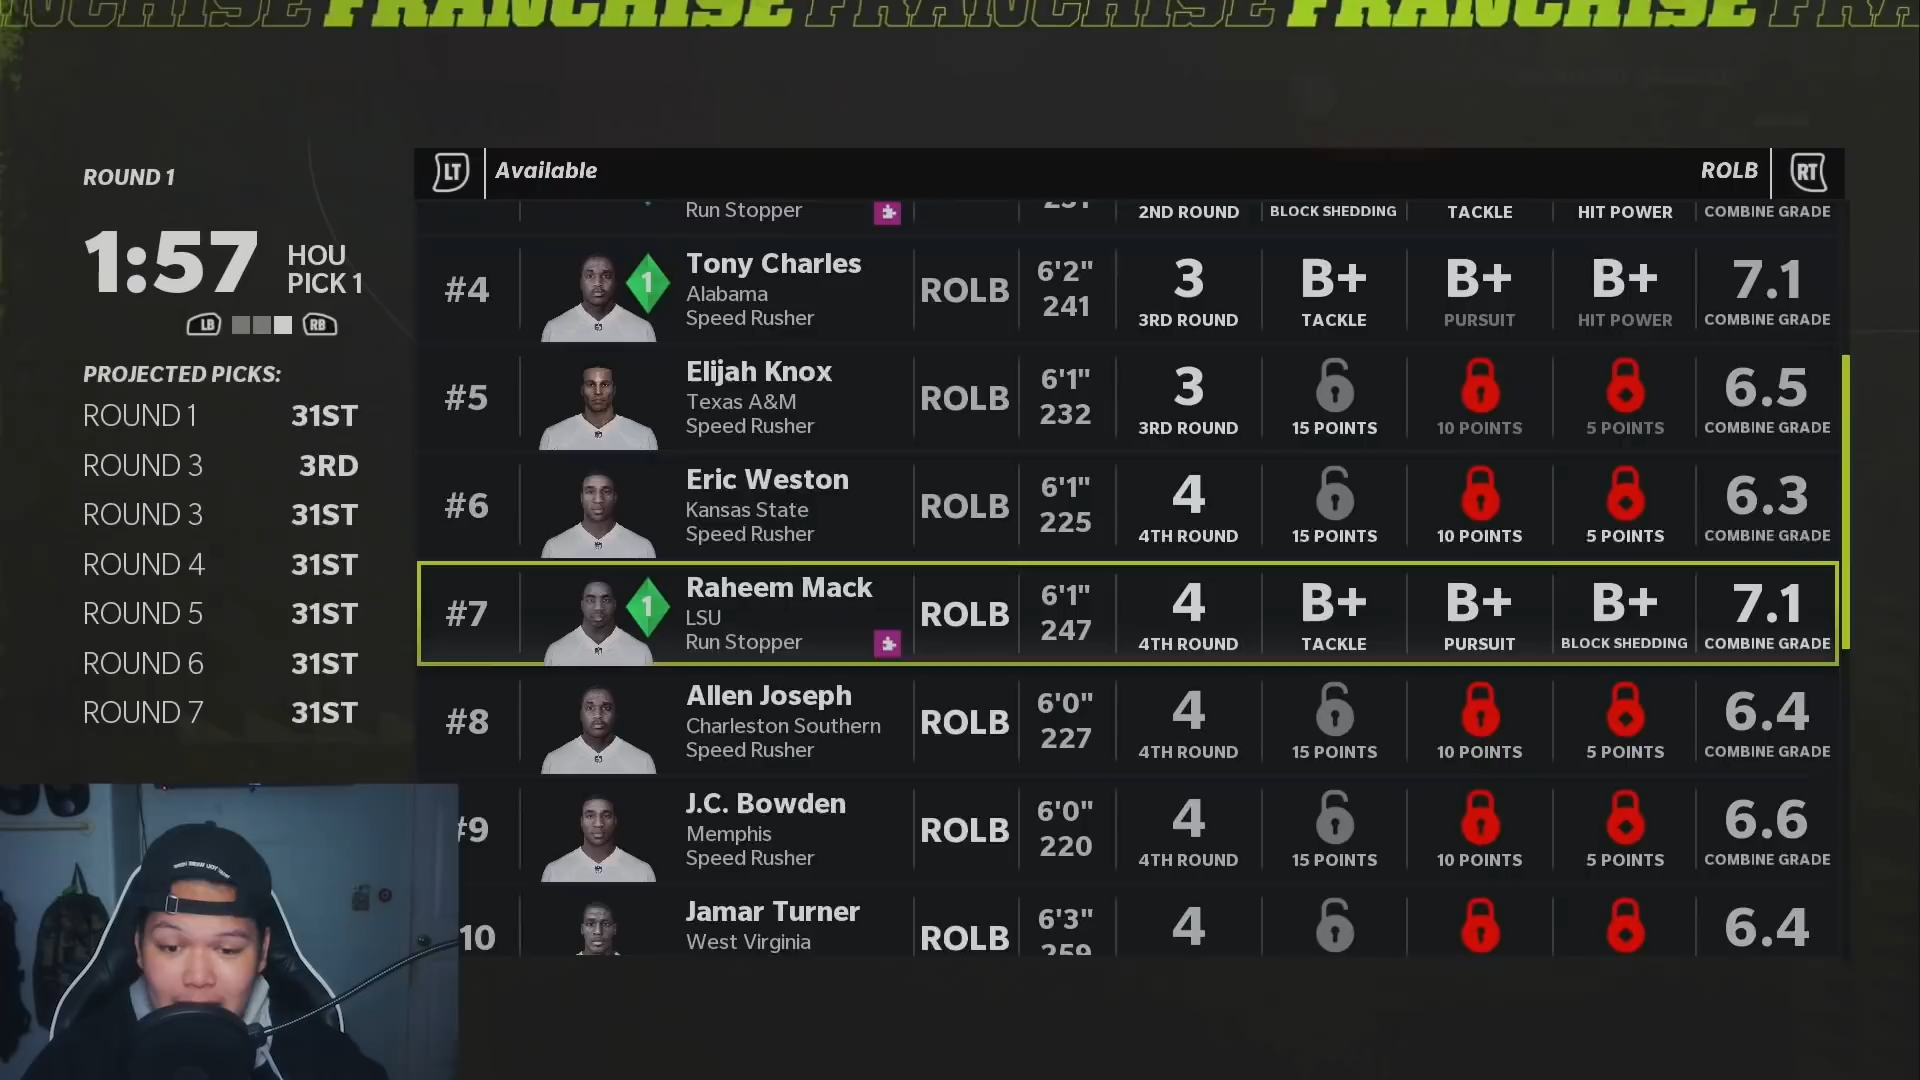 FRANCHISE FRANCHISE FRANCHISE FRANCHISE FRA
ROUND 1
1:57
HOU
PICK 1
LB RB
PROJECTED PICKS:
ROUND 1 31ST
ROUND 3 3RD
ROUND 3 31ST
ROUND 4 31ST
ROUND 5 31ST
ROUND 6 31ST
ROUND 7 31ST
LT Available ROLB RT
Run Stopper 2ND ROUND BLOCK SHEDDING TACKLE HIT POWER COMBINE GRADE
#4 1 Tony Charles ROLB 6'2" 3 B+ B+ B+ 7.1
Alabama 241
Speed Rusher 3RD ROUND TACKLE PURSUIT HIT POWER COMBINE GRADE
#5 Elijah Knox ROLB 6'1" 3 6.5
Texas A&M 232
Speed Rusher 3RD ROUND 15 POINTS 10 POINTS 5 POINTS COMBINE GRADE
#6 Eric Weston ROLB 6'1" 4 6.3
Kansas State 225
Speed Rusher 4TH ROUND 15 POINTS 10 POINTS 5 POINTS COMBINE GRADE
#7 1 Raheem Mack ROLB 6'1" 4 B+ B+ B+ 7.1
LSU 247
Run Stopper 4TH ROUND TACKLE PURSUIT BLOCK SHEDDING COMBINE GRADE
#8 Allen Joseph ROLB 6'0" 4 6.4
Charleston Southern 227
Speed Rusher 4TH ROUND 15 POINTS 10 POINTS 5 POINTS COMBINE GRADE
#9 J.C. Bowden ROLB 6'0" 4 6.6
Memphis 220
Speed Rusher 4TH ROUND 15 POINTS 10 POINTS 5 POINTS COMBINE GRADE
10 Jamar Turner ROLB 6'3" 4 6.4
West Virginia 259